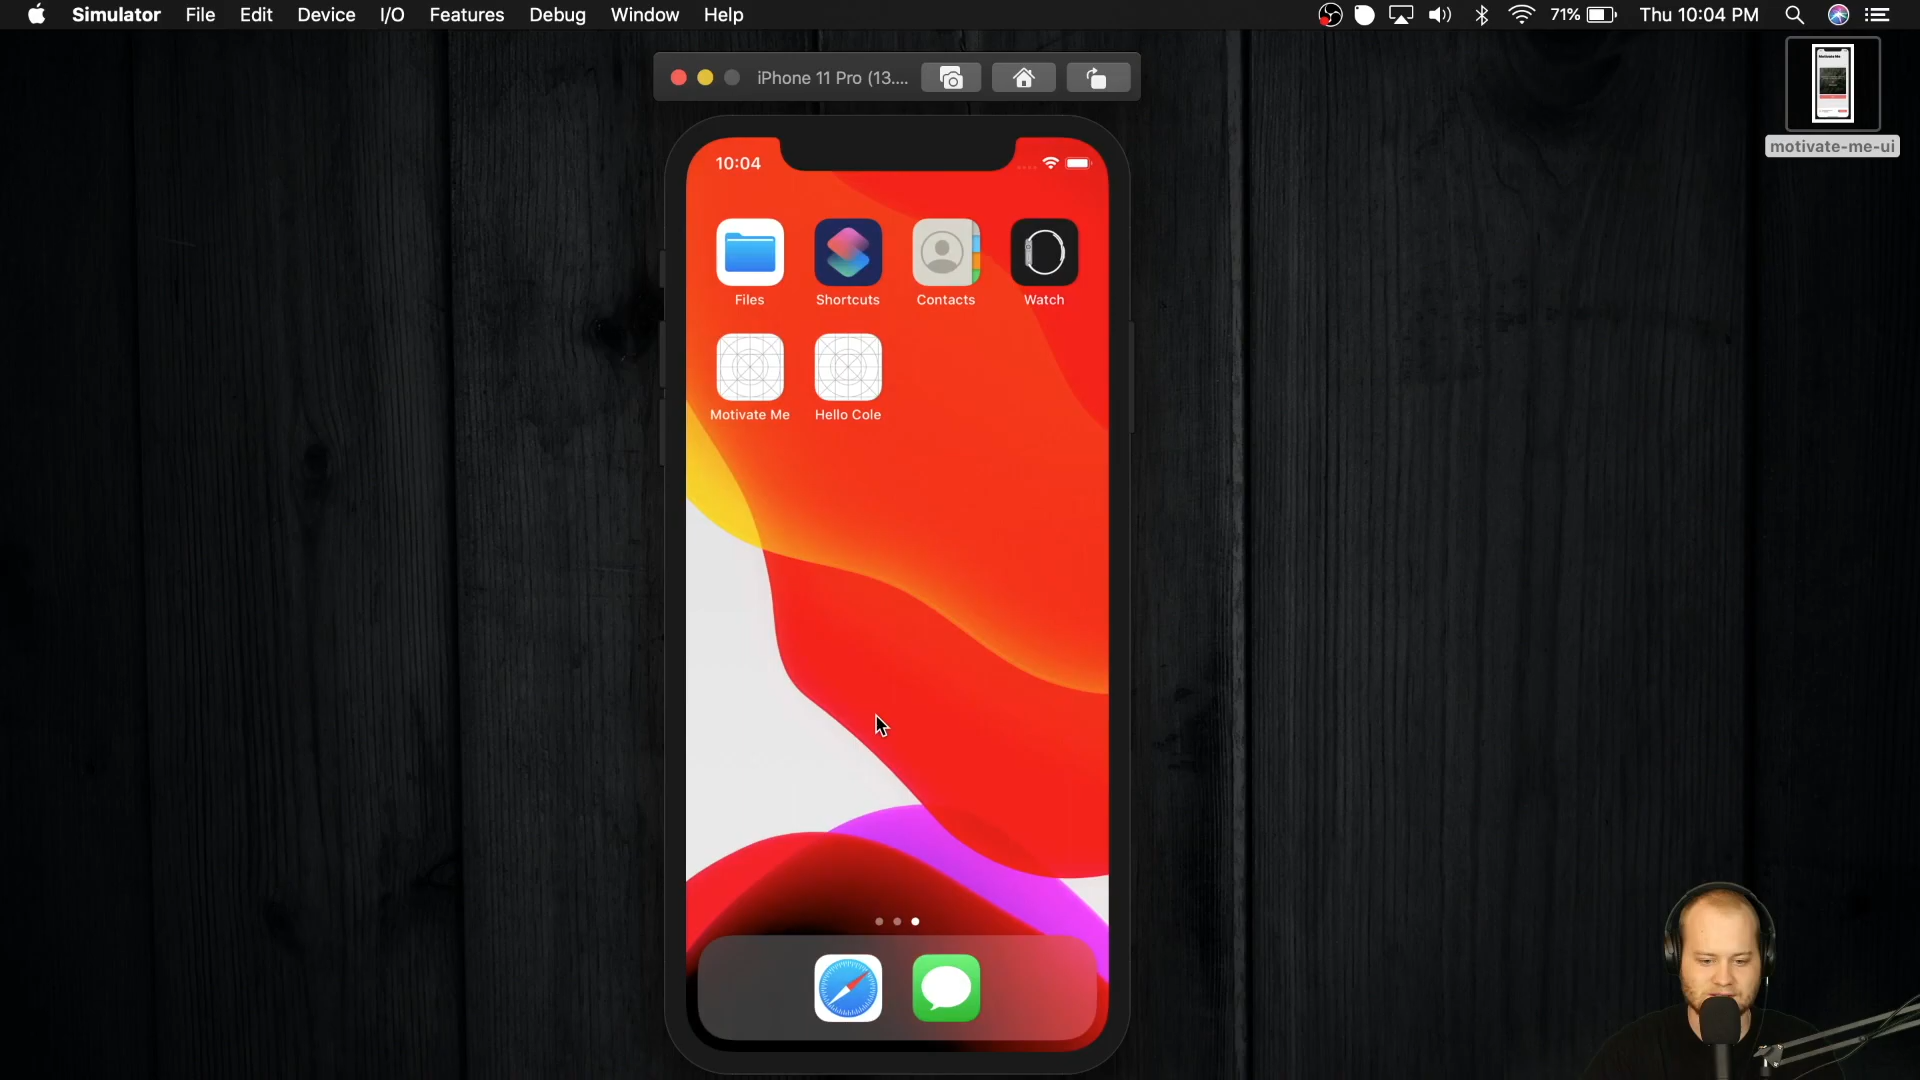 Simulator File Edit Device I/O Features Debug Window Help 71% Thu 10:04 PM
iPhone 11 Pro (13....
motivate-me-ui
10:04
Files Shortcuts Contacts Watch
Motivate Me Hello Cole